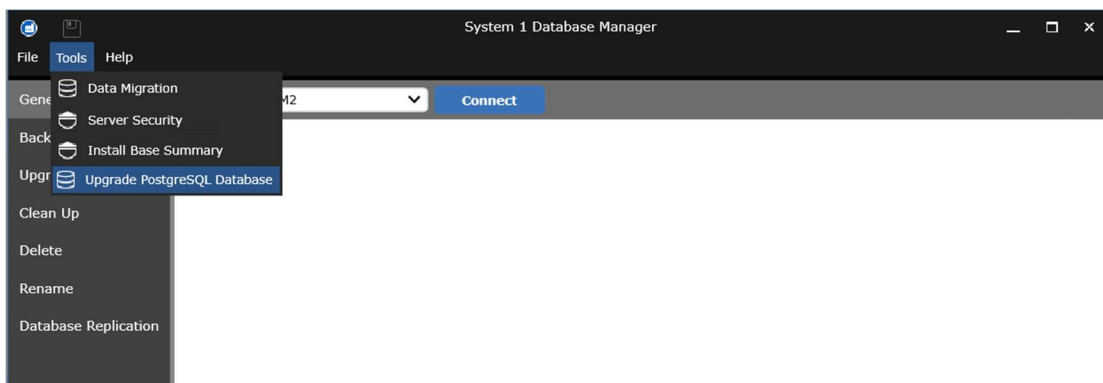 System 1 Database Manager
File Tools Help
Data Migration
Server Security
Install Base Summary
Upgrade PostgreSQL Database
Gene M2 Connect
Back
Upgr
Clean Up
Delete
Rename
Database Replication